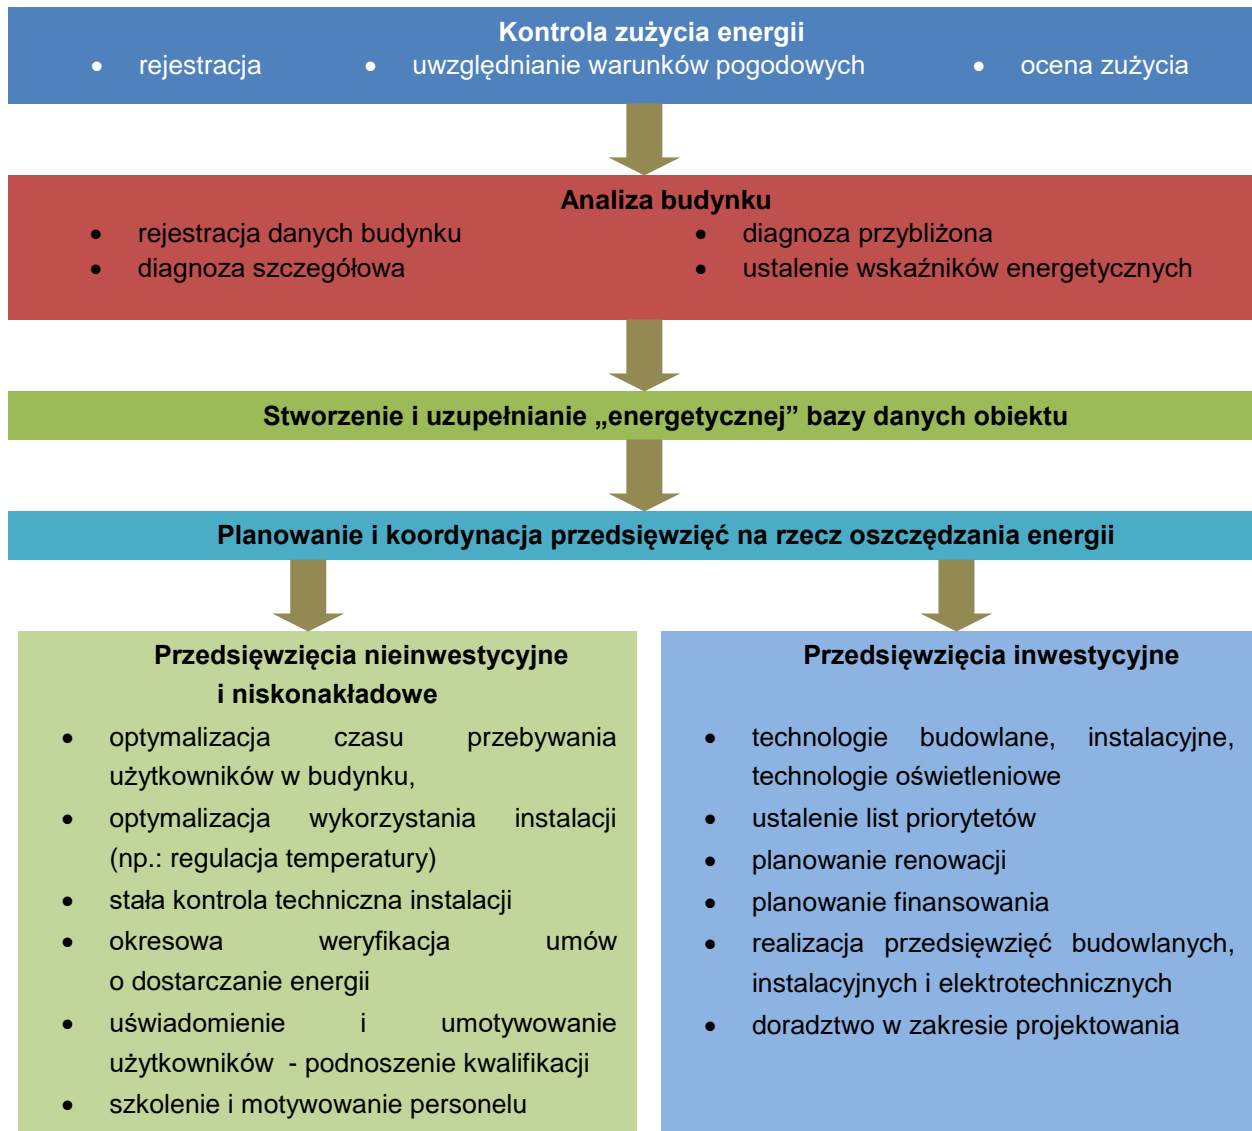 Kontrola zużycia energii
• rejestracja • uwzględnianie warunków pogodowych • ocena zużycia
Analiza budynku
• rejestracja danych budynku • diagnoza przybliżona
• diagnoza szczegółowa • ustalenie wskaźników energetycznych
Stworzenie i uzupełnianie „energetycznej” bazy danych obiektu
Planowanie i koordynacja przedsięwzięć na rzecz oszczędzania energii
Przedsięwzięcia nieinwestycyjne
i niskonakładowe
• optymalizacja czasu przebywania
użytkowników w budynku,
• optymalizacja wykorzystania instalacji
(np.: regulacja temperatury)
• stała kontrola techniczna instalacji
• okresowa weryfikacja umów
o dostarczanie energii
• uświadomienie i umotywowanie
użytkowników - podnoszenie kwalifikacji
• szkolenie i motywowanie personelu
Przedsięwzięcia inwestycyjne
• technologie budowlane, instalacyjne,
technologie oświetleniowe
• ustalenie list priorytetów
• planowanie renowacji
• planowanie finansowania
• realizacja przedsięwzięć budowlanych,
instalacyjnych i elektrotechnicznych
• doradztwo w zakresie projektowania